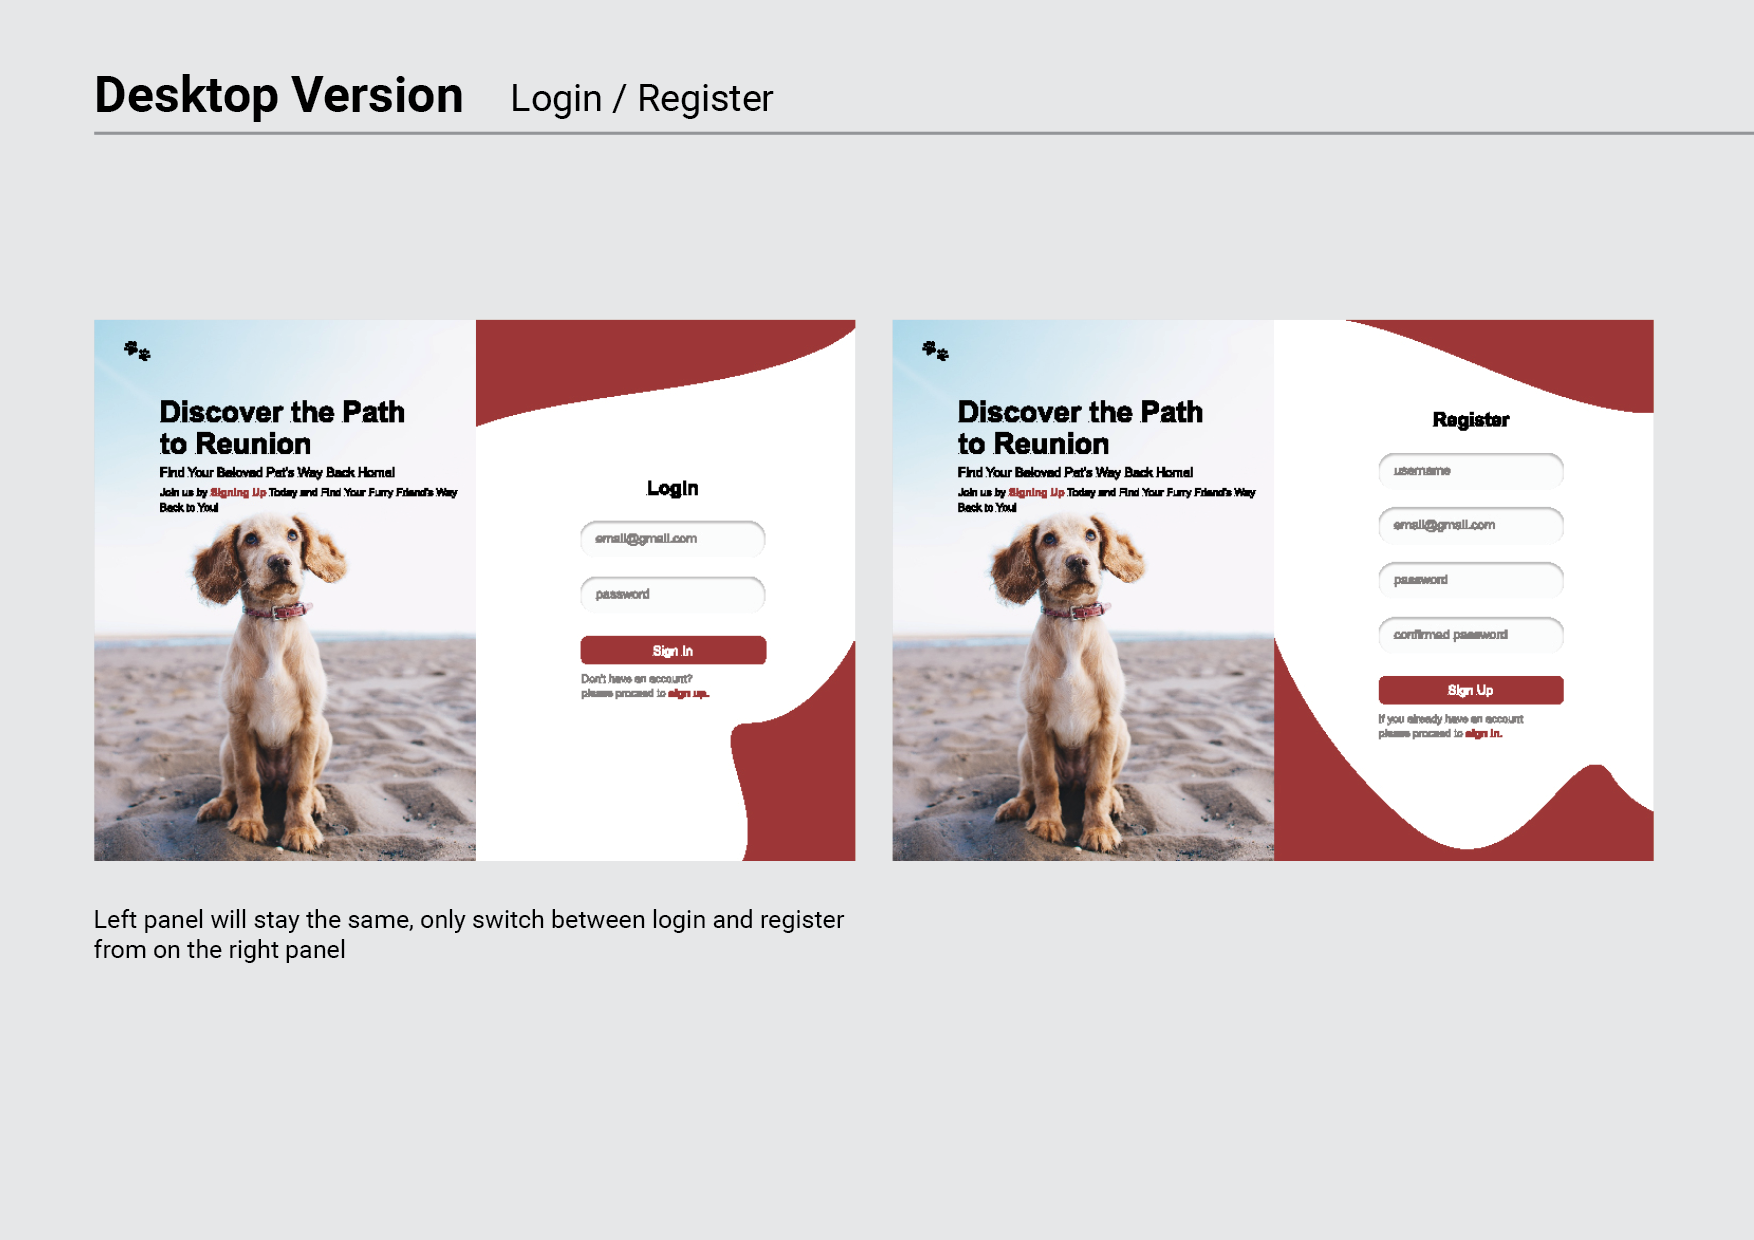 Desktop Version Login / Register
Discover the Path
to Reunion
Find Your Beloved Pet's Way Back Home!
Join us by Signing Up Today and Find Your Furry Friend's Way
Back to You!
Login
email@gmail.com
password
Sign In
Don't have an account?
please proceed to sign up.
Discover the Path
to Reunion
Find Your Beloved Pet's Way Back Home!
Join us by Signing Up Today and Find Your Furry Friend's Way
Back to You!
Register
username
email@gmail.com
password
confirmed password
Sign Up
If you already have an account
please proceed to sign in.
Left panel will stay the same, only switch between login and register
from on the right panel